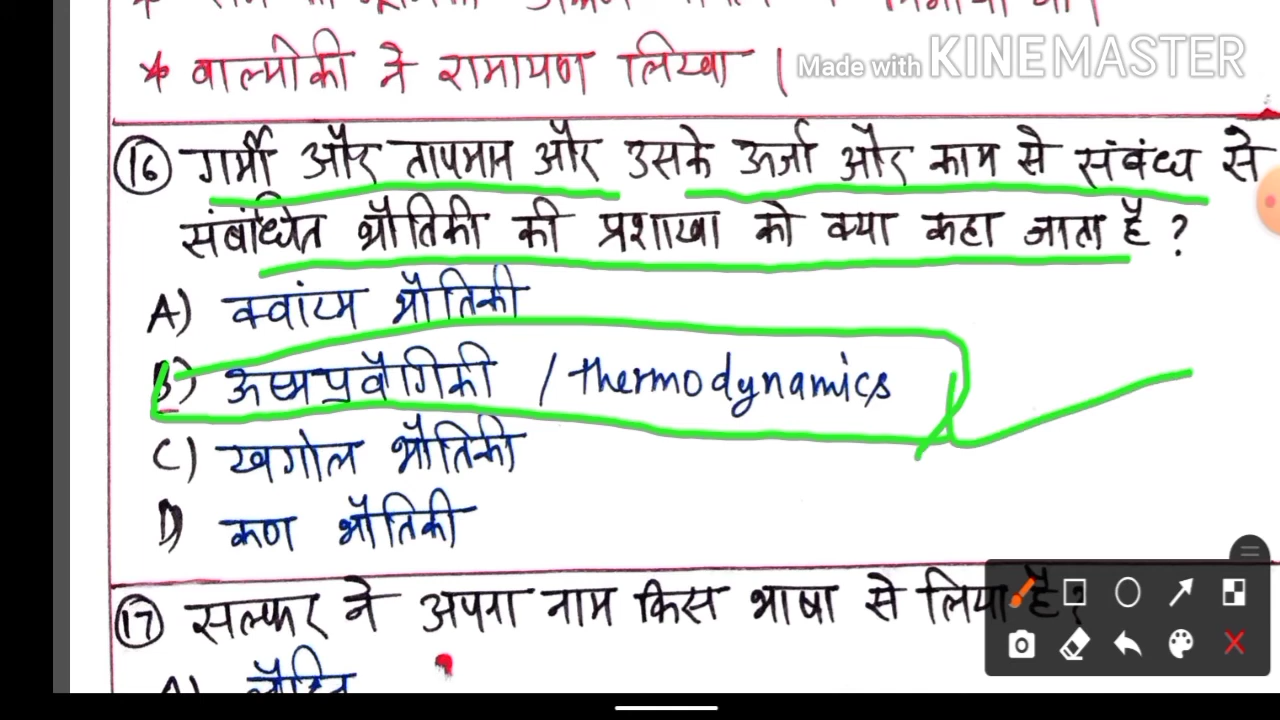 * वाल्मीकी ने रामायण लिखा |
Made with KINEMASTER
16 गर्मी और तापमान और उसके ऊर्जा और काम से संबंध से
संबंधित भौतिकी की प्रशाखा को क्या कहा जाता है ?
A) क्वांटम भौतिकी
B) ऊष्मप्रवैगिकी / thermodynamics
C) खगोल भौतिकी
D) कण भौतिकी
17 सल्फर ने अपना नाम किस भाषा से लिया है?